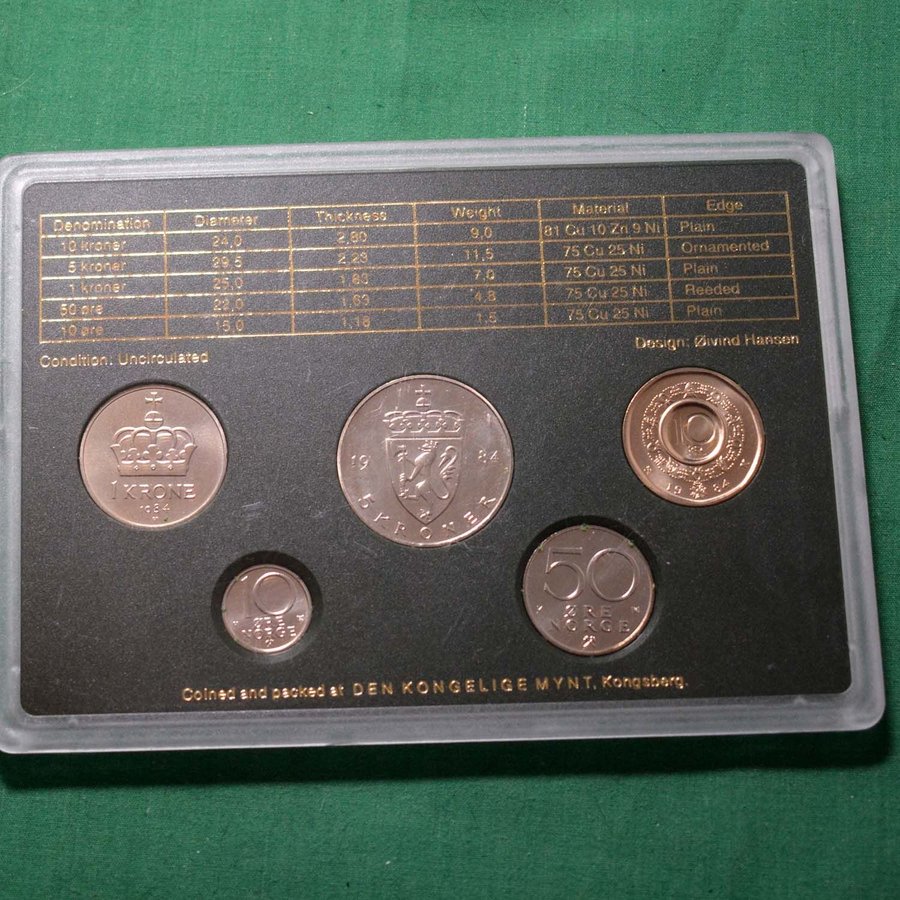 Denomination Diameter Thickness Weight Material Edge
10 kroner 24,0 2,80 9,0 81 Cu 10 Zn 9 Ni Plain
5 kroner 29,5 2,23 11,5 75 Cu 25 Ni Ornamented
1 kroner 25,0 1,83 7,0 75 Cu 25 Ni Plain
50 øre 22,0 1,63 4,8 75 Cu 25 Ni Reeded
10 øre 15,0 1,18 1,5 75 Cu 25 Ni Plain
Condition: Uncirculated
Design: Øivind Hansen
1 KRONE
1984
19 84
5 KRONER
10
19 84
10
ØRE
NORGE
50
ØRE
NORGE
Coined and packed at DEN KONGELIGE MYNT, Kongsberg.